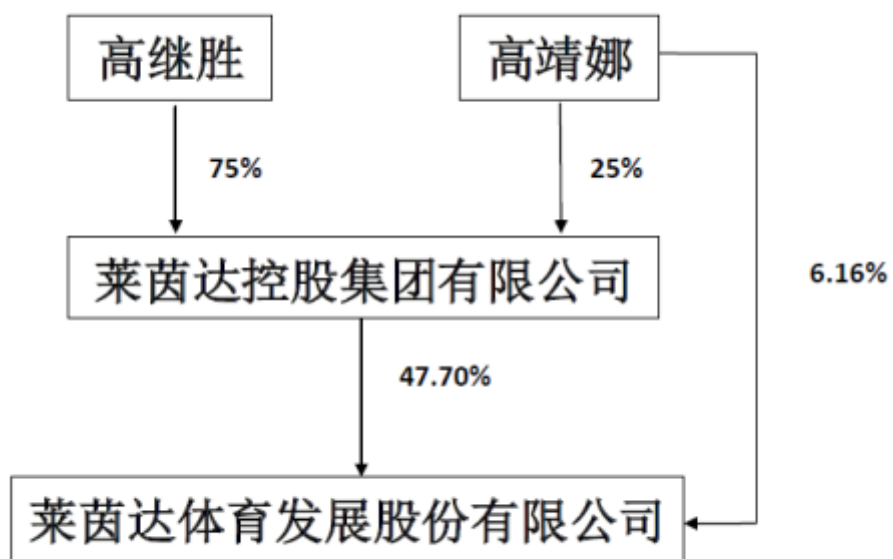 高继胜
高靖娜
75%
25%
莱茵达控股集团有限公司
6.16%
47.70%
莱茵达体育发展股份有限公司